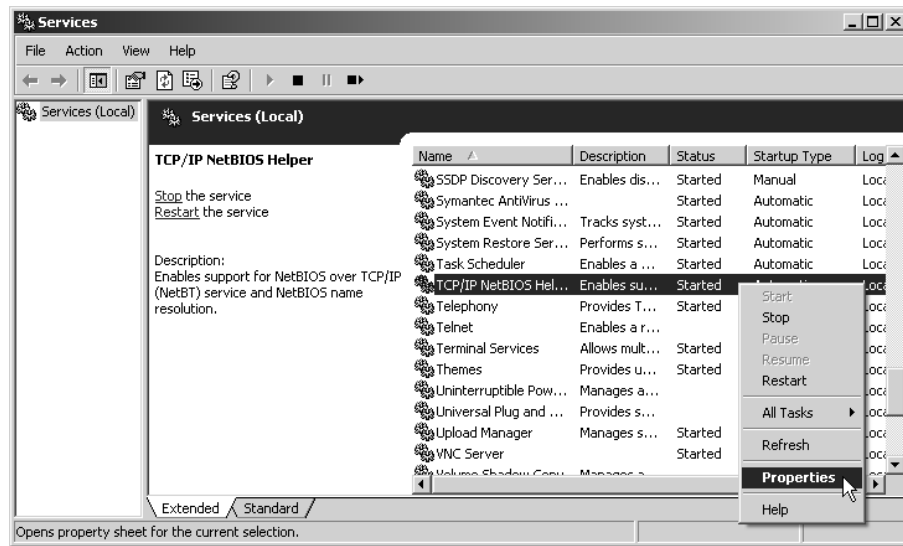 Services
File Action View Help
Services (Local)
Services (Local)
TCP/IP NetBIOS Helper
Stop the service
Restart the service
Description:
Enables support for NetBIOS over TCP/IP
(NetBT) service and NetBIOS name
resolution.
Name Description Status Startup Type Log
SSDP Discovery Ser... Enables dis... Started Manual Loca
Symantec AntiVirus ... Started Automatic Loca
System Event Notifi... Tracks syst... Started Automatic Loca
System Restore Ser... Performs s... Started Automatic Loca
Task Scheduler Enables a ... Started Automatic Loca
TCP/IP NetBIOS Hel... Enables su... Started
Telephony Provides T... Started
Telnet Enables a r...
Terminal Services Allows mult... Started
Themes Provides u... Started
Uninterruptible Pow... Manages a...
Universal Plug and ... Provides s...
Upload Manager Manages s... Started
VNC Server Started
Start
Stop
Pause
Resume
Restart
All Tasks
Refresh
Properties
Help
Extended Standard
Opens property sheet for the current selection.